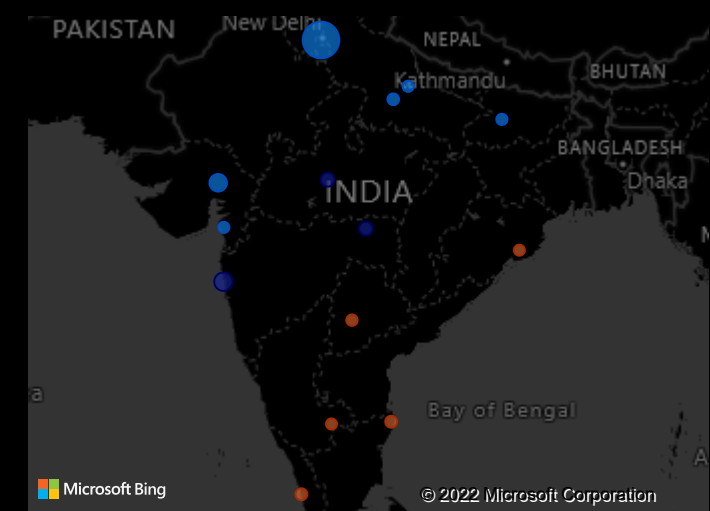 PAKISTAN
New Delhi
NEPAL
Kathmandu
BHUTAN
BANGLADESH
Dhaka
INDIA
a
Bay of Bengal
A
Microsoft Bing
© 2022 Microsoft Corporation